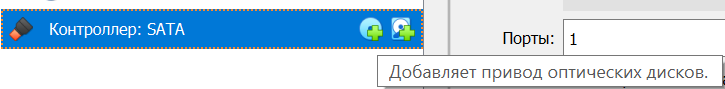 Контроллер: SATA
Порты: 1
Добавляет привод оптических дисков.